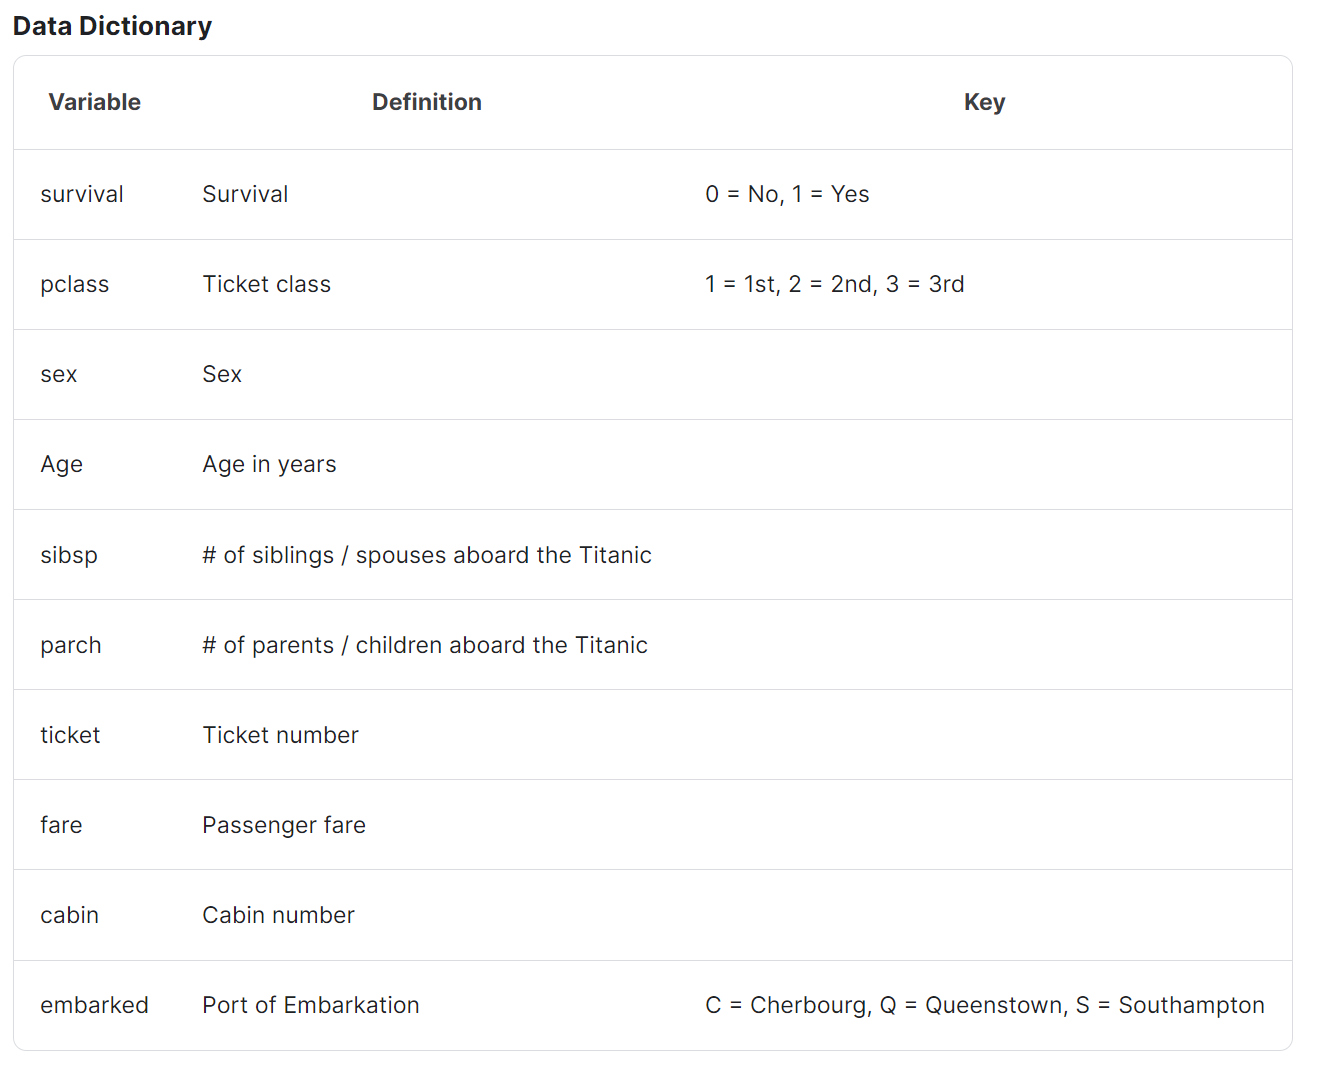 Data Dictionary
Variable Definition Key
survival Survival 0 = No, 1 = Yes
pclass Ticket class 1 = 1st, 2 = 2nd, 3 = 3rd
sex Sex
Age Age in years
sibsp # of siblings / spouses aboard the Titanic
parch # of parents / children aboard the Titanic
ticket Ticket number
fare Passenger fare
cabin Cabin number
embarked Port of Embarkation C = Cherbourg, Q = Queenstown, S = Southampton